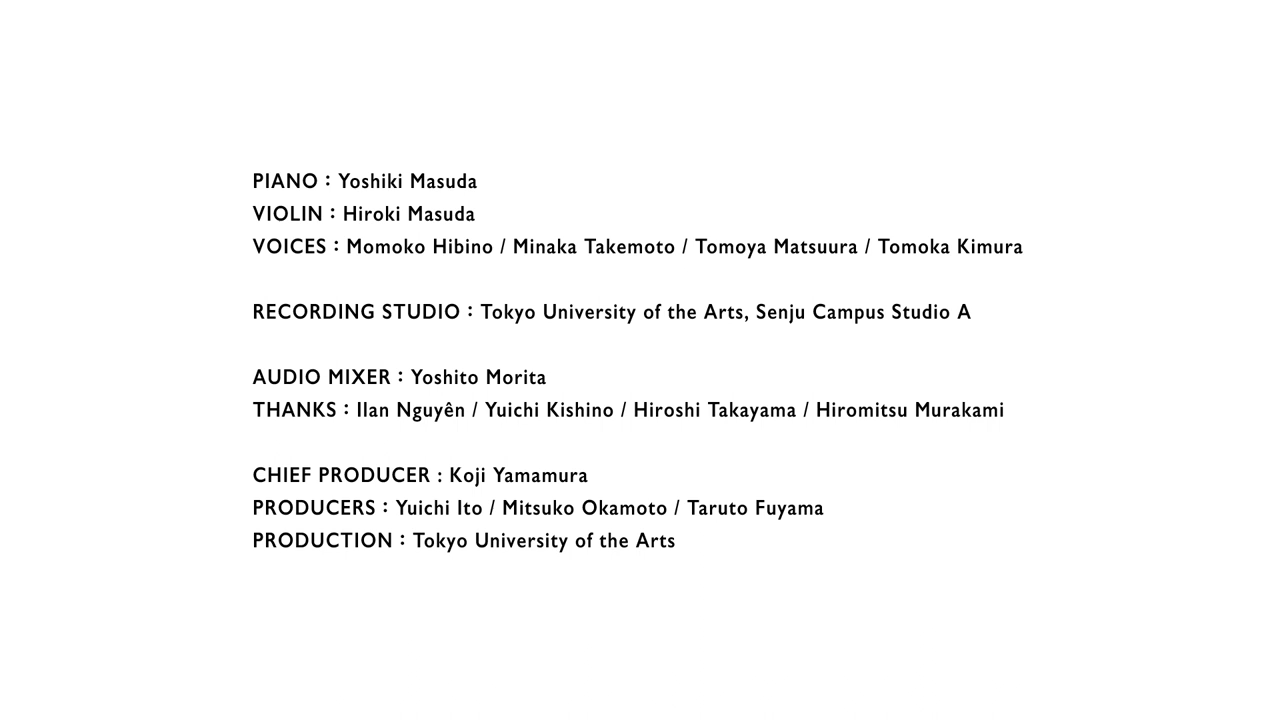 PIANO : Yoshiki Masuda
VIOLIN : Hiroki Masuda
VOICES : Momoko Hibino / Minaka Takemoto / Tomoya Matsuura / Tomoka Kimura
RECORDING STUDIO : Tokyo University of the Arts, Senju Campus Studio A
AUDIO MIXER : Yoshito Morita
THANKS : Ilan Nguyên / Yuichi Kishino / Hiroshi Takayama / Hiromitsu Murakami
CHIEF PRODUCER : Koji Yamamura
PRODUCERS : Yuichi Ito / Mitsuko Okamoto / Taruto Fuyama
PRODUCTION : Tokyo University of the Arts